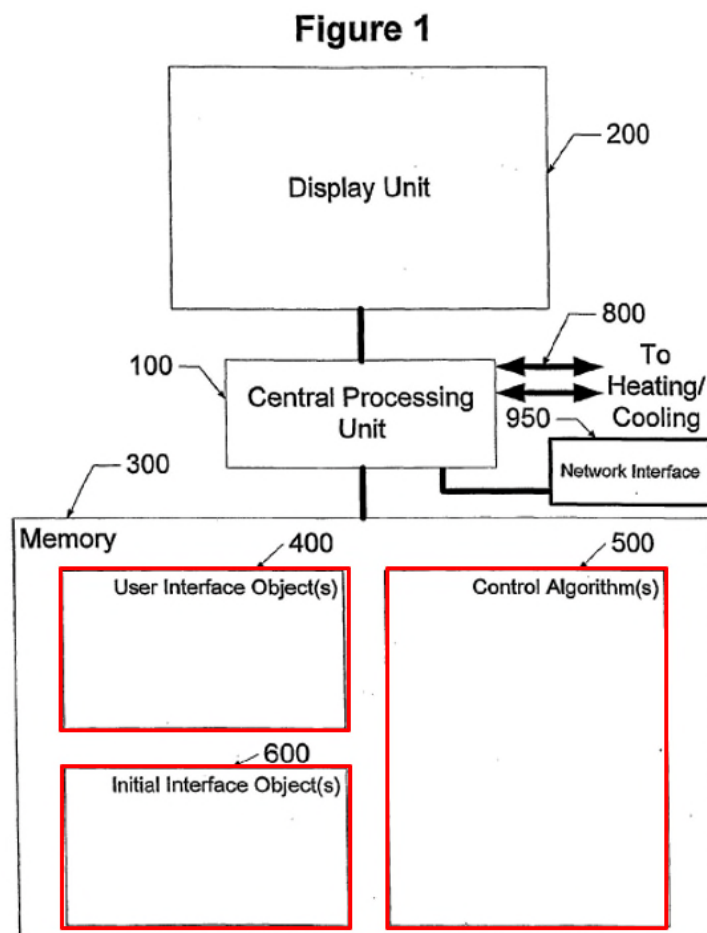 Figure 1
200
Display Unit
800
100
To
Heating/
Cooling
Central Processing
Unit
950
Network Interface
300
Memory
400
500
User Interface Object(s)
Control Algorithm(s)
600
Initial Interface Object(s)